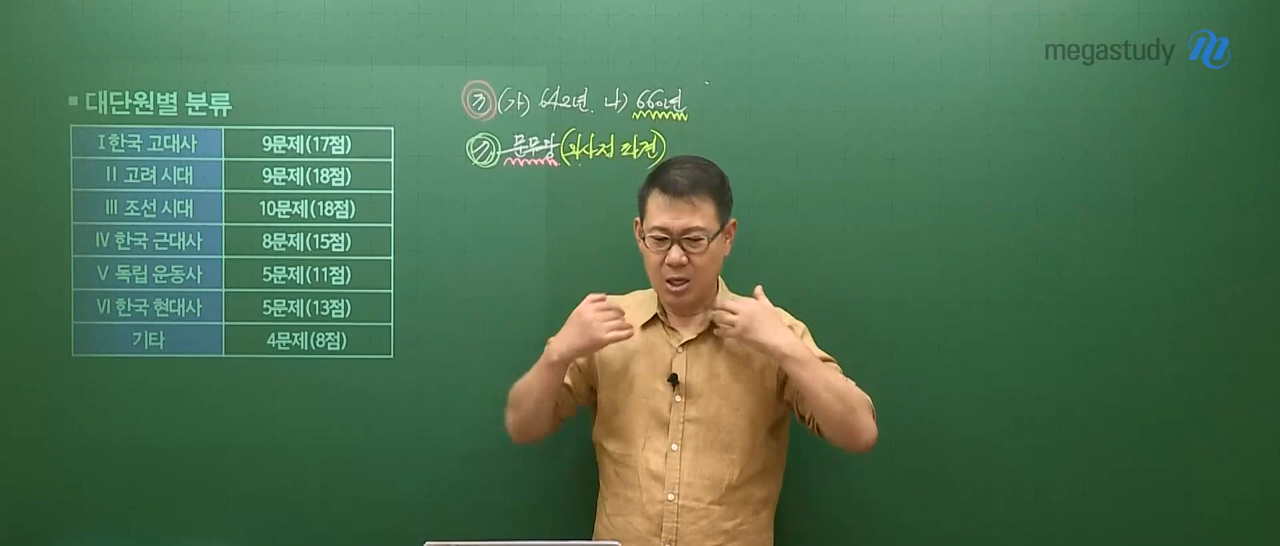 megastudy
■ 대단원별 분류
Ⅰ 한국 고대사 9문제(17점)
Ⅱ 고려 시대 9문제(18점)
Ⅲ 조선 시대 10문제(18점)
Ⅳ 한국 근대사 8문제(15점)
Ⅴ 독립 운동사 5문제(11점)
Ⅵ 한국 현대사 5문제(13점)
기타 4문제(8점)
(가) 642년. 나) 660년
문무왕 (외사정 파견)